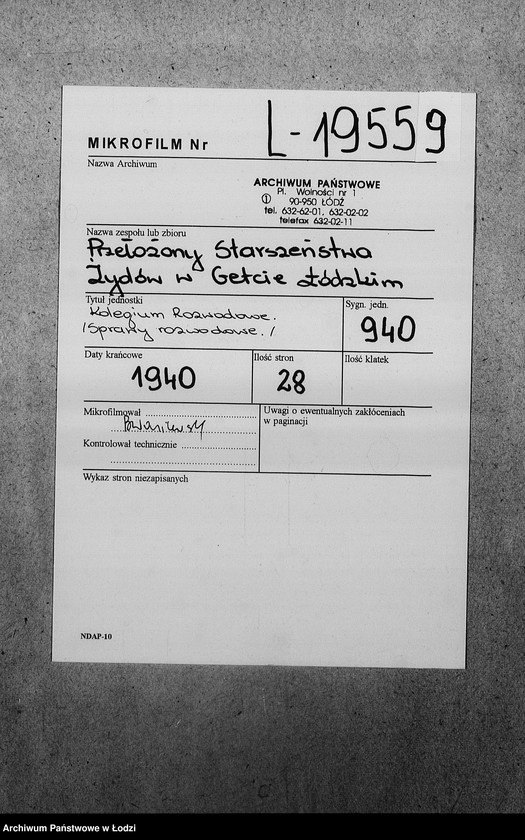 MIKROFILM Nr L-19559
Nazwa Archiwum
ARCHIWUM PAŃSTWOWE
Pl. Wolności nr 1
① 90-950 ŁÓDŹ
tel. 632-62-01, 632-02-02
telefax 632-02-11
Nazwa zespołu lub zbioru
Przełożony Starszeństwa
Żydów w Getcie Łódzkim
Tytuł jednostki
Kolegium Rozwodowe.
/Sprawy rozwodowe./
Sygn. jedn.
940
Daty krańcowe
1940
Ilość stron
28
Ilość klatek
Mikrofilmował
Kontrolował technicznie
Uwagi o ewentualnych zakłóceniach
w paginacji
Wykaz stron niezapisanych
NDAP-10
Archiwum Państwowe w Łodzi